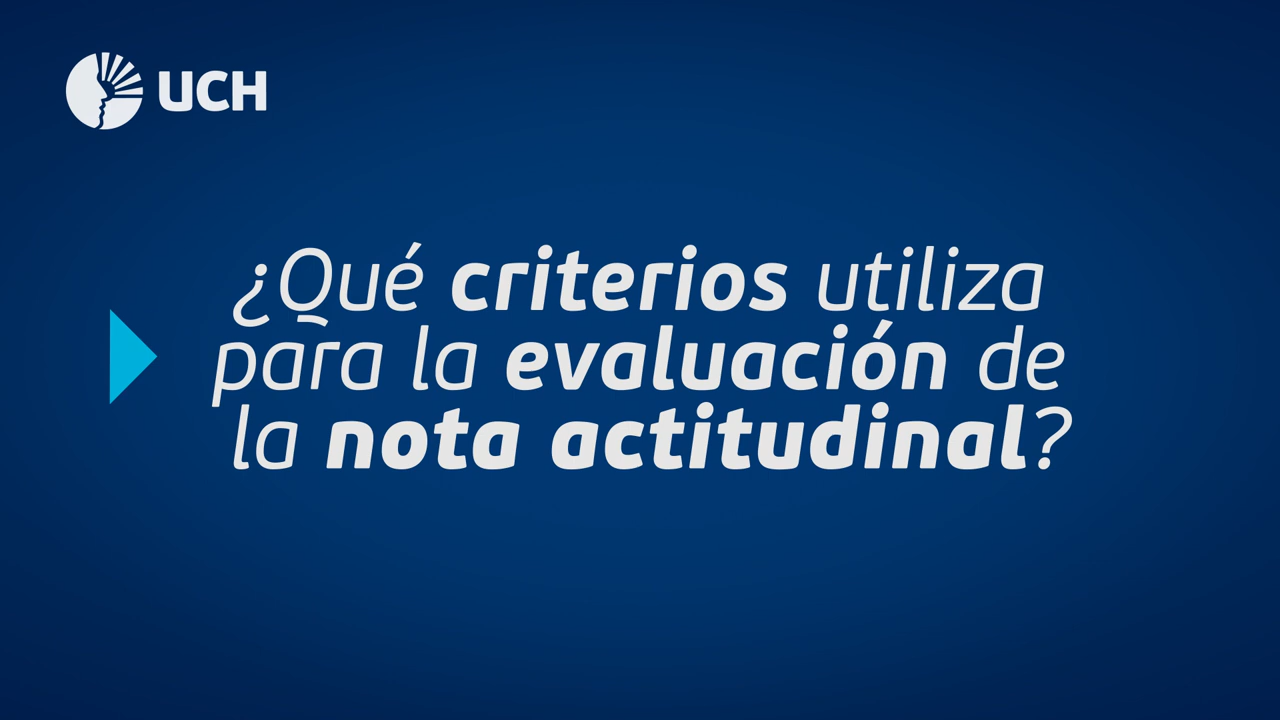 UCH
¿Qué criterios utiliza
para la evaluación de
la nota actitudinal?